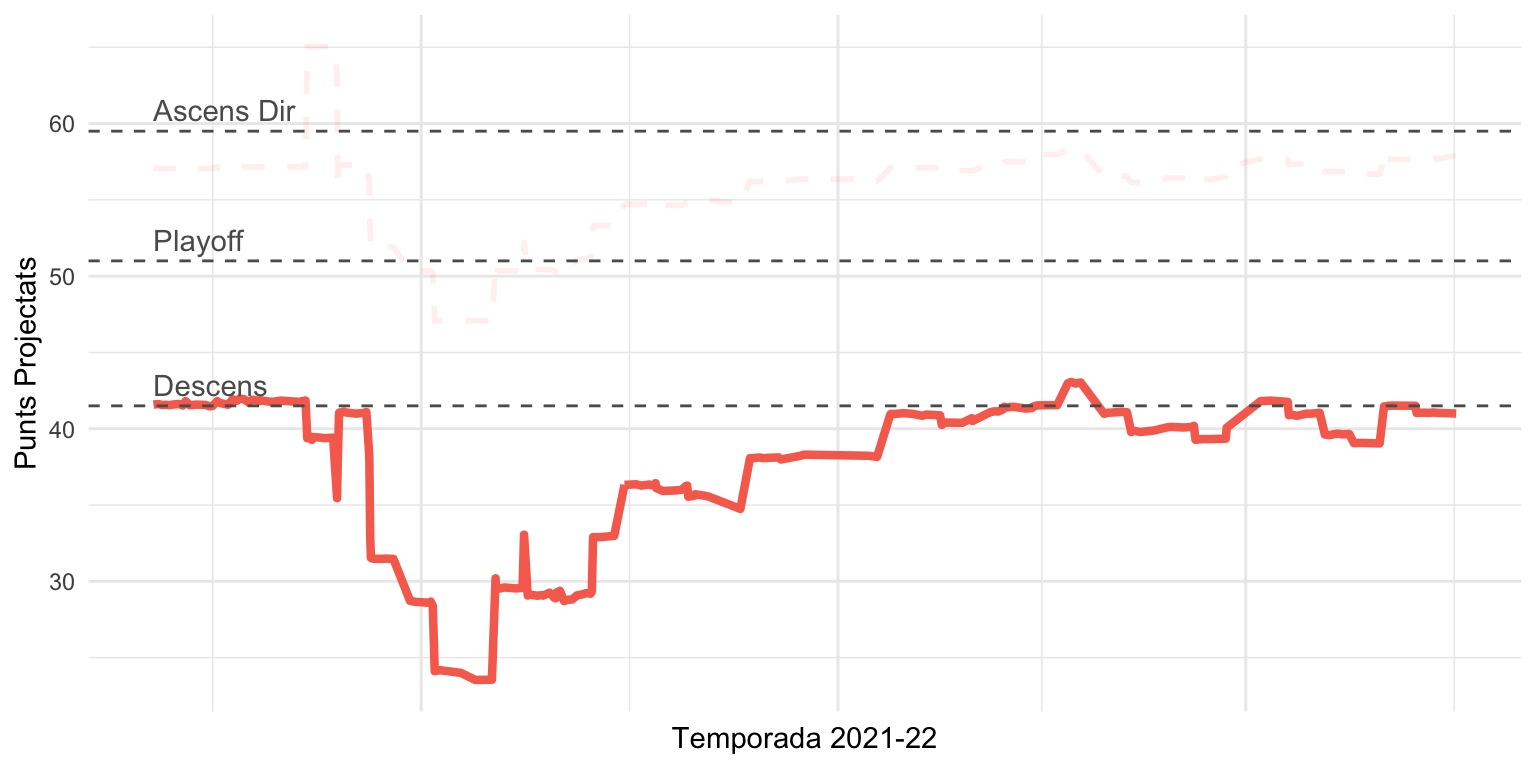 60
Ascens Dir
Playoff
50
Descens
40
30
Punts Projectats
Temporada 2021-22